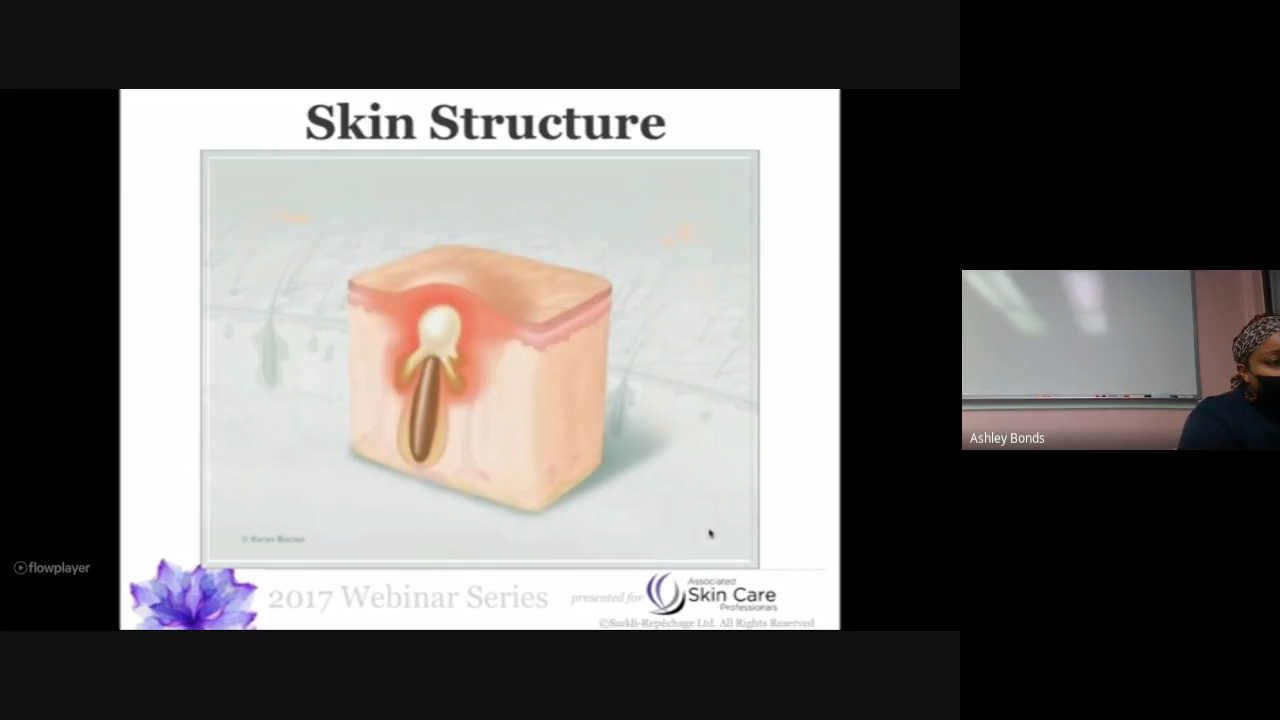 Skin Structure
flowplayer
2017 Webinar Series
presented for
Associated
Skin Care
Professionals
©Sarkli-Repêchage Ltd. All Rights Reserved
Ashley Bonds